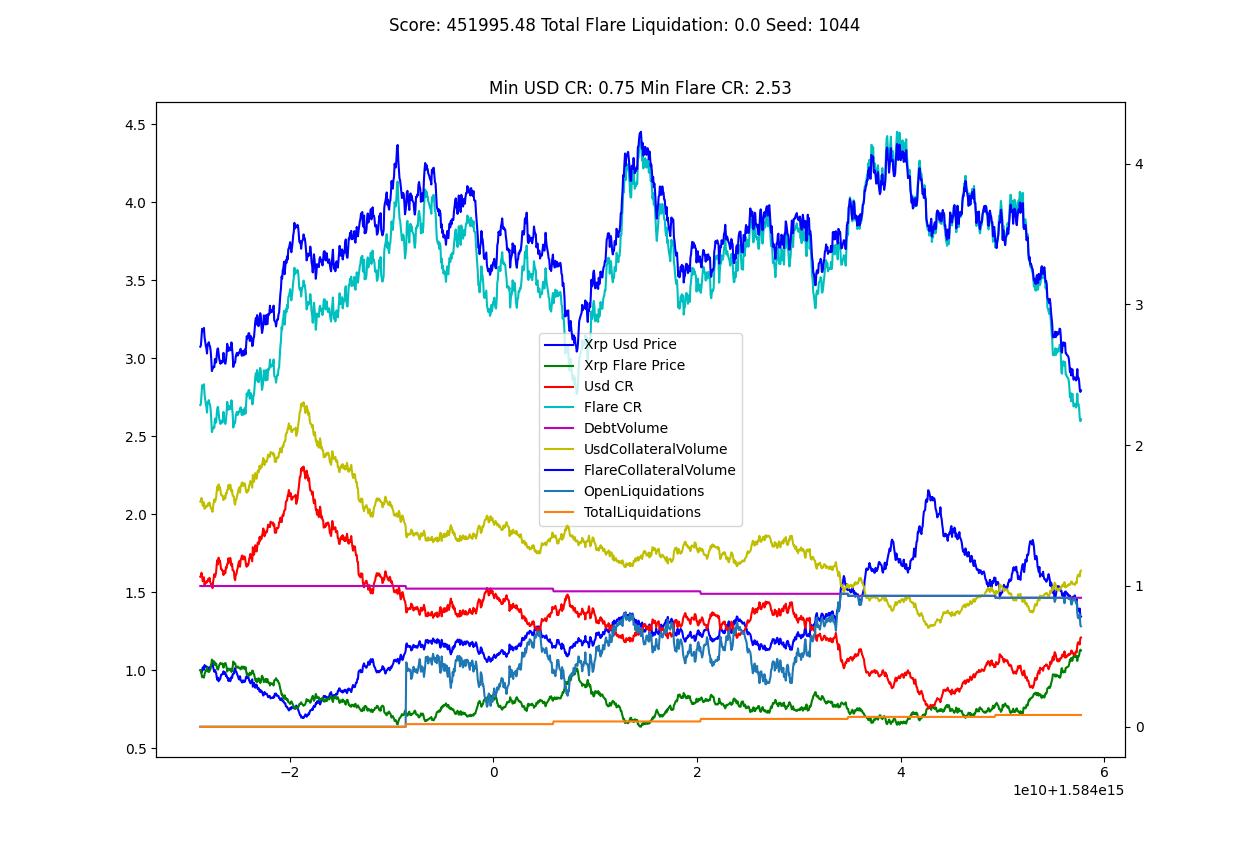 Score: 451995.48 Total Flare Liquidation: 0.0 Seed: 1044
Min USD CR: 0.75 Min Flare CR: 2.53
4.5
4.0
3.5
3.0
2.5
2.0
1.5
1.0
0.5
4
3
2
1
0
Xrp Usd Price
Xrp Flare Price
Usd CR
Flare CR
DebtVolume
UsdCollateralVolume
FlareCollateralVolume
OpenLiquidations
TotalLiquidations
−2 0 2 4 6
1e10+1.584e15